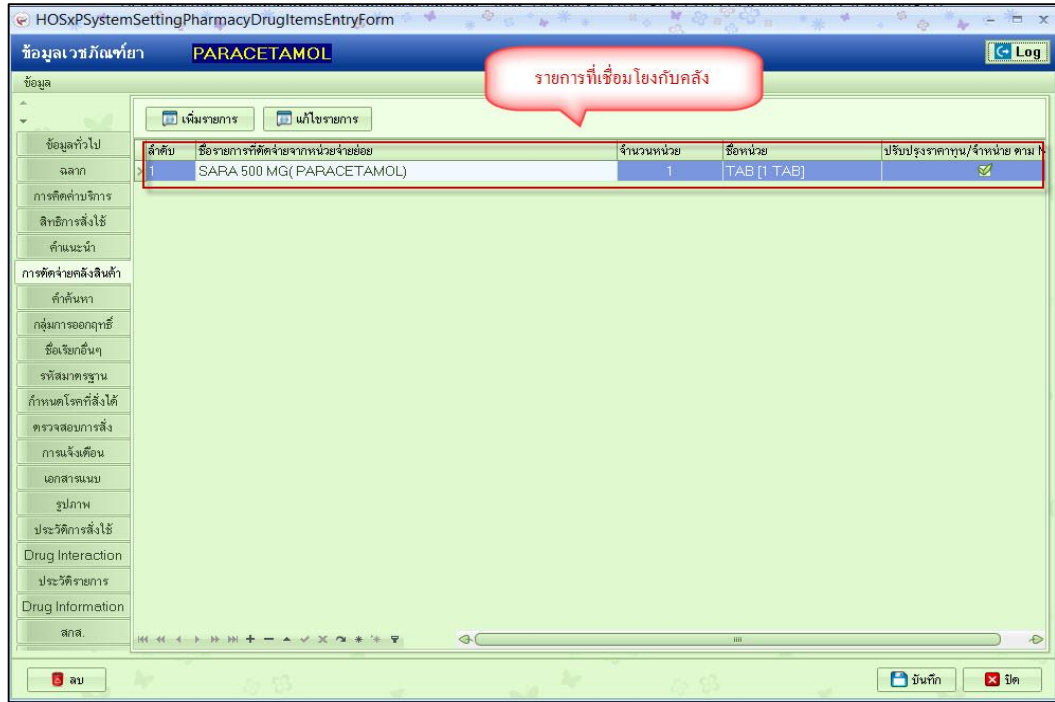 HOSxPSystemSettingPharmacyDrugItemsEntryForm
ข้อมูลเวชภัณฑ์ยา PARACETAMOL Log
รายการที่เชื่อมโยงกับคลัง
ข้อมูล
เพิ่มรายการ แก้ไขรายการ
ลำดับ ชื่อรายการที่ตัดจ่ายจากหน่วยจ่ายย่อย จำนวนหน่วย ชื่อหน่วย ปรับปรุงราคาทุน/จำหน่าย ตาม
1 SARA 500 MG( PARACETAMOL) 1 TAB [1 TAB]
ข้อมูลทั่วไป
ฉลาก
การคิดค่าบริการ
สิทธิการสั่งใช้
คำแนะนำ
การตัดจ่ายคลังสินค้า
คำค้นหา
กลุ่มการออกฤทธิ์
ชื่อเรียกอื่นๆ
รหัสมาตรฐาน
กำหนดโรคที่สั่งได้
ตรวจสอบการสั่ง
การแจ้งเตือน
เอกสารแนบ
รูปภาพ
ประวัติการสั่งใช้
Drug Interaction
ประวัติรายการ
Drug Information
สกส.
ลบ บันทึก ปิด